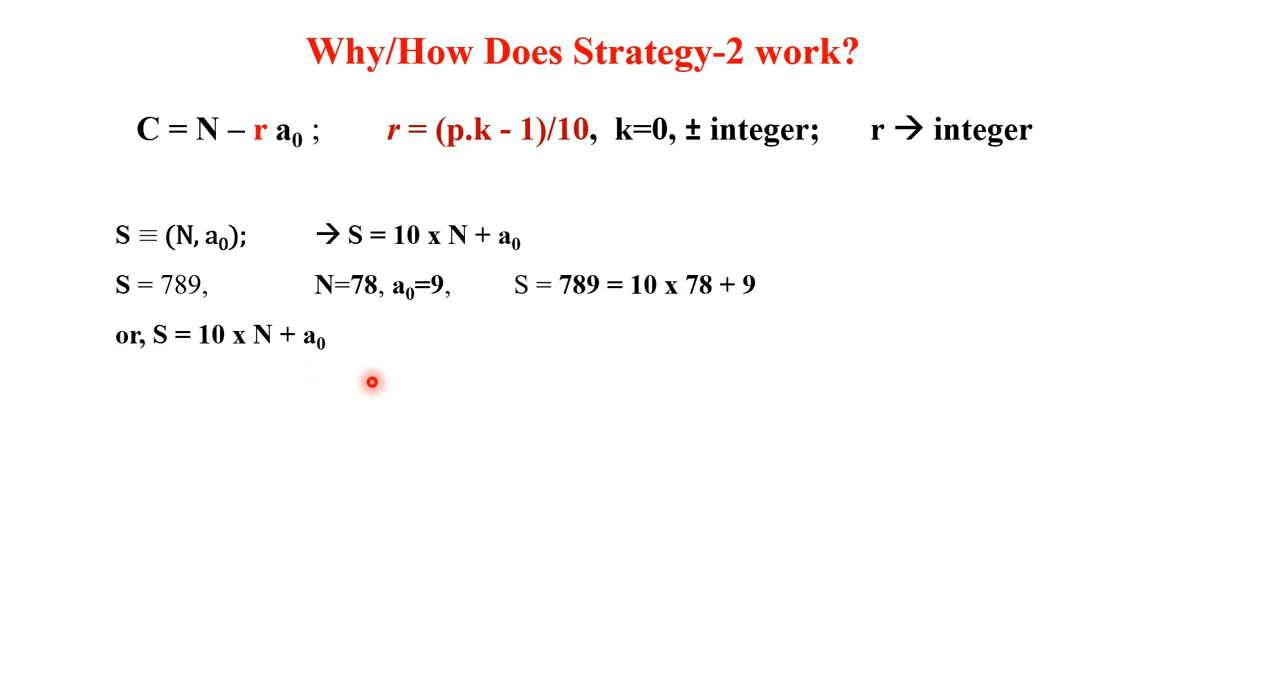 Why/How Does Strategy-2 work?
C = N – r a₀ ; r = (p.k - 1)/10, k=0, ± integer; r → integer
S ≡ (N, a₀); → S = 10 x N + a₀
S = 789, N=78, a₀=9, S = 789 = 10 x 78 + 9
or, S = 10 x N + a₀